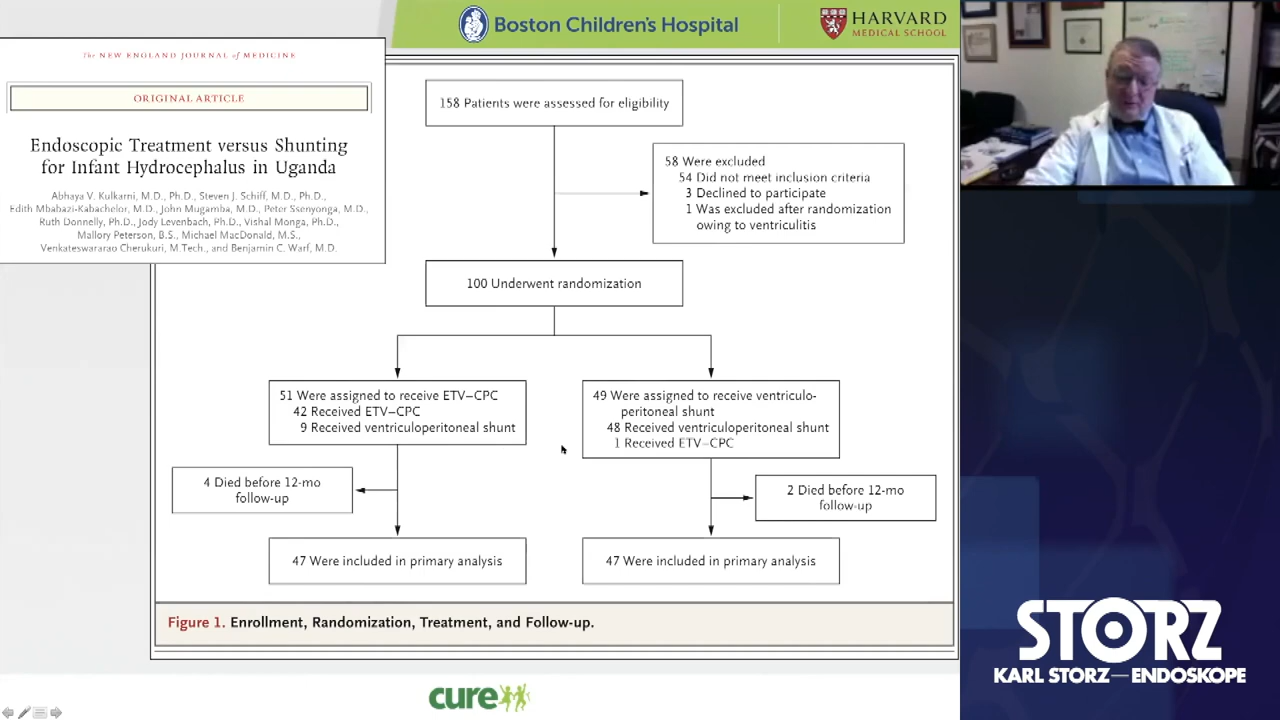 Boston Children's Hospital
HARVARD
MEDICAL SCHOOL
The NEW ENGLAND JOURNAL of MEDICINE
ORIGINAL ARTICLE
Endoscopic Treatment versus Shunting
for Infant Hydrocephalus in Uganda
Abhaya V. Kulkarni, M.D., Ph.D., Steven J. Schiff, M.D., Ph.D.,
Edith Mbabazi-Kabachelor, M.D., John Mugamba, M.D., Peter Ssenyonga, M.D.,
Ruth Donnelly, Ph.D., Jody Levenbach, Ph.D., Vishal Monga, Ph.D.,
Mallory Peterson, B.S., Michael MacDonald, M.S.,
Venkateswararao Cherukuri, M.Tech., and Benjamin C. Warf, M.D.
158 Patients were assessed for eligibility
58 Were excluded
54 Did not meet inclusion criteria
3 Declined to participate
1 Was excluded after randomization
owing to ventriculitis
100 Underwent randomization
51 Were assigned to receive ETV–CPC
42 Received ETV–CPC
9 Received ventriculoperitoneal shunt
49 Were assigned to receive ventriculo-
peritoneal shunt
48 Received ventriculoperitoneal shunt
1 Received ETV–CPC
4 Died before 12-mo
follow-up
2 Died before 12-mo
follow-up
47 Were included in primary analysis
47 Were included in primary analysis
Figure 1. Enrollment, Randomization, Treatment, and Follow-up.
cure
STORZ
KARL STORZ—ENDOSKOPE